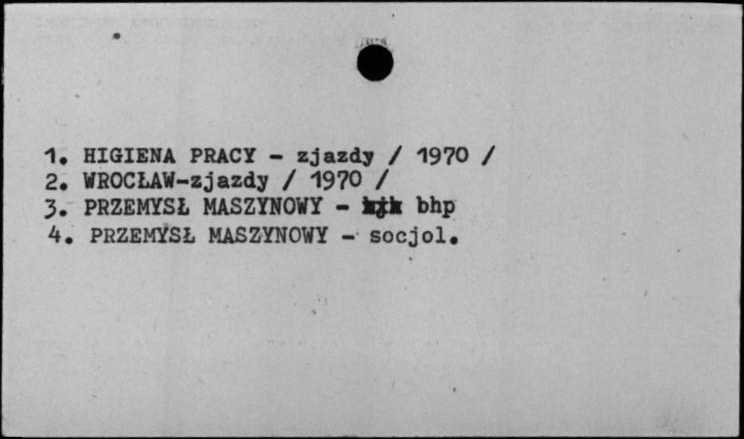 1. HIGIENA PRACY - zjazdy / 1970 /
2. WROCŁAW-zjazdy / 1970 /
3. PRZEMYSŁ MASZYNOWY - bhp
4. PRZEMYSŁ MASZYNOWY - socjol.